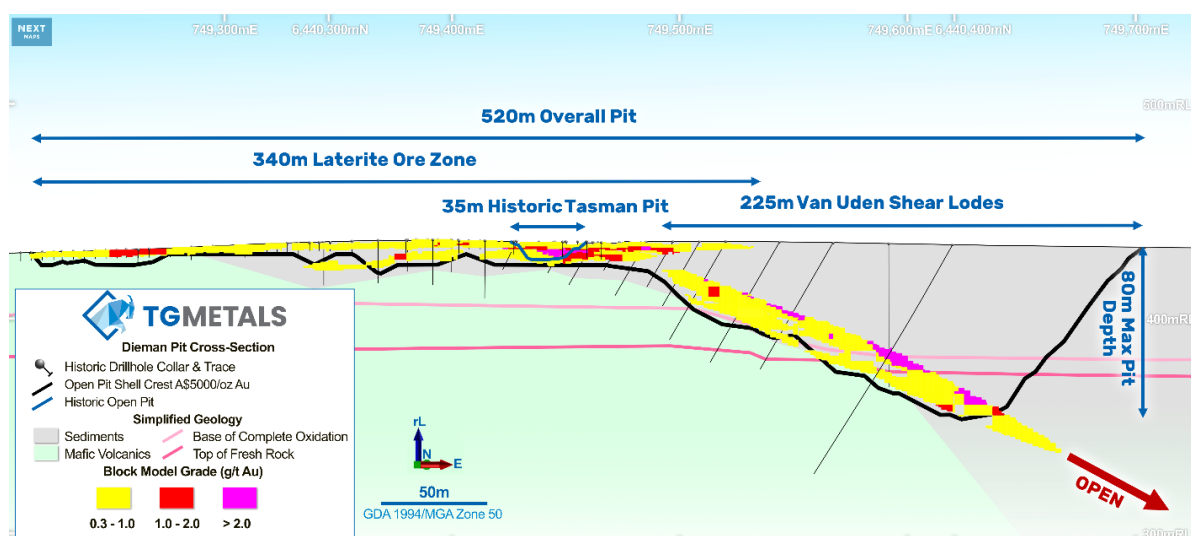 NEXT
MAPS
749,300mE 6,440,300mN 749,400mE 749,500mE 749,600mE 6,440,400mN 749,700mE
500mRL
520m Overall Pit
340m Laterite Ore Zone
35m Historic Tasman Pit
225m Van Uden Shear Lodes
80m Max Pit
Depth
400mRL
TGMETALS
Dieman Pit Cross-Section
Historic Drillhole Collar & Trace
Open Pit Shell Crest A$5000/oz Au
Historic Open Pit
Simplified Geology
Sediments
Base of Complete Oxidation
Mafic Volcanics
Top of Fresh Rock
Block Model Grade (g/t Au)
0.3 - 1.0
1.0 - 2.0
> 2.0
rL
N
E
50m
GDA 1994/MGA Zone 50
OPEN
300mRL